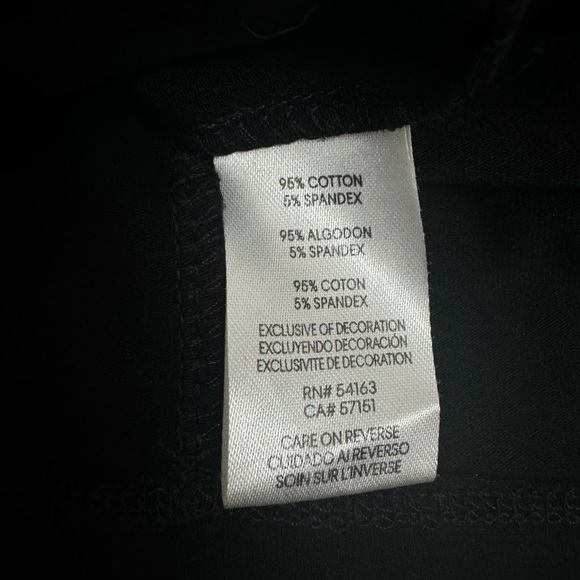 95% COTTON
5% SPANDEX
95% ALGODON
5% SPANDEX
95% COTON
5% SPANDEX
EXCLUSIVE OF DECORATION
EXCLUYENDO DECORACIÓN
EXCLUSIVITE DE DECORATION
RN# 54163
CA# 57151
CARE ON REVERSE
CUIDADO AI REVERSO
SOIN SUR L'INVERSE